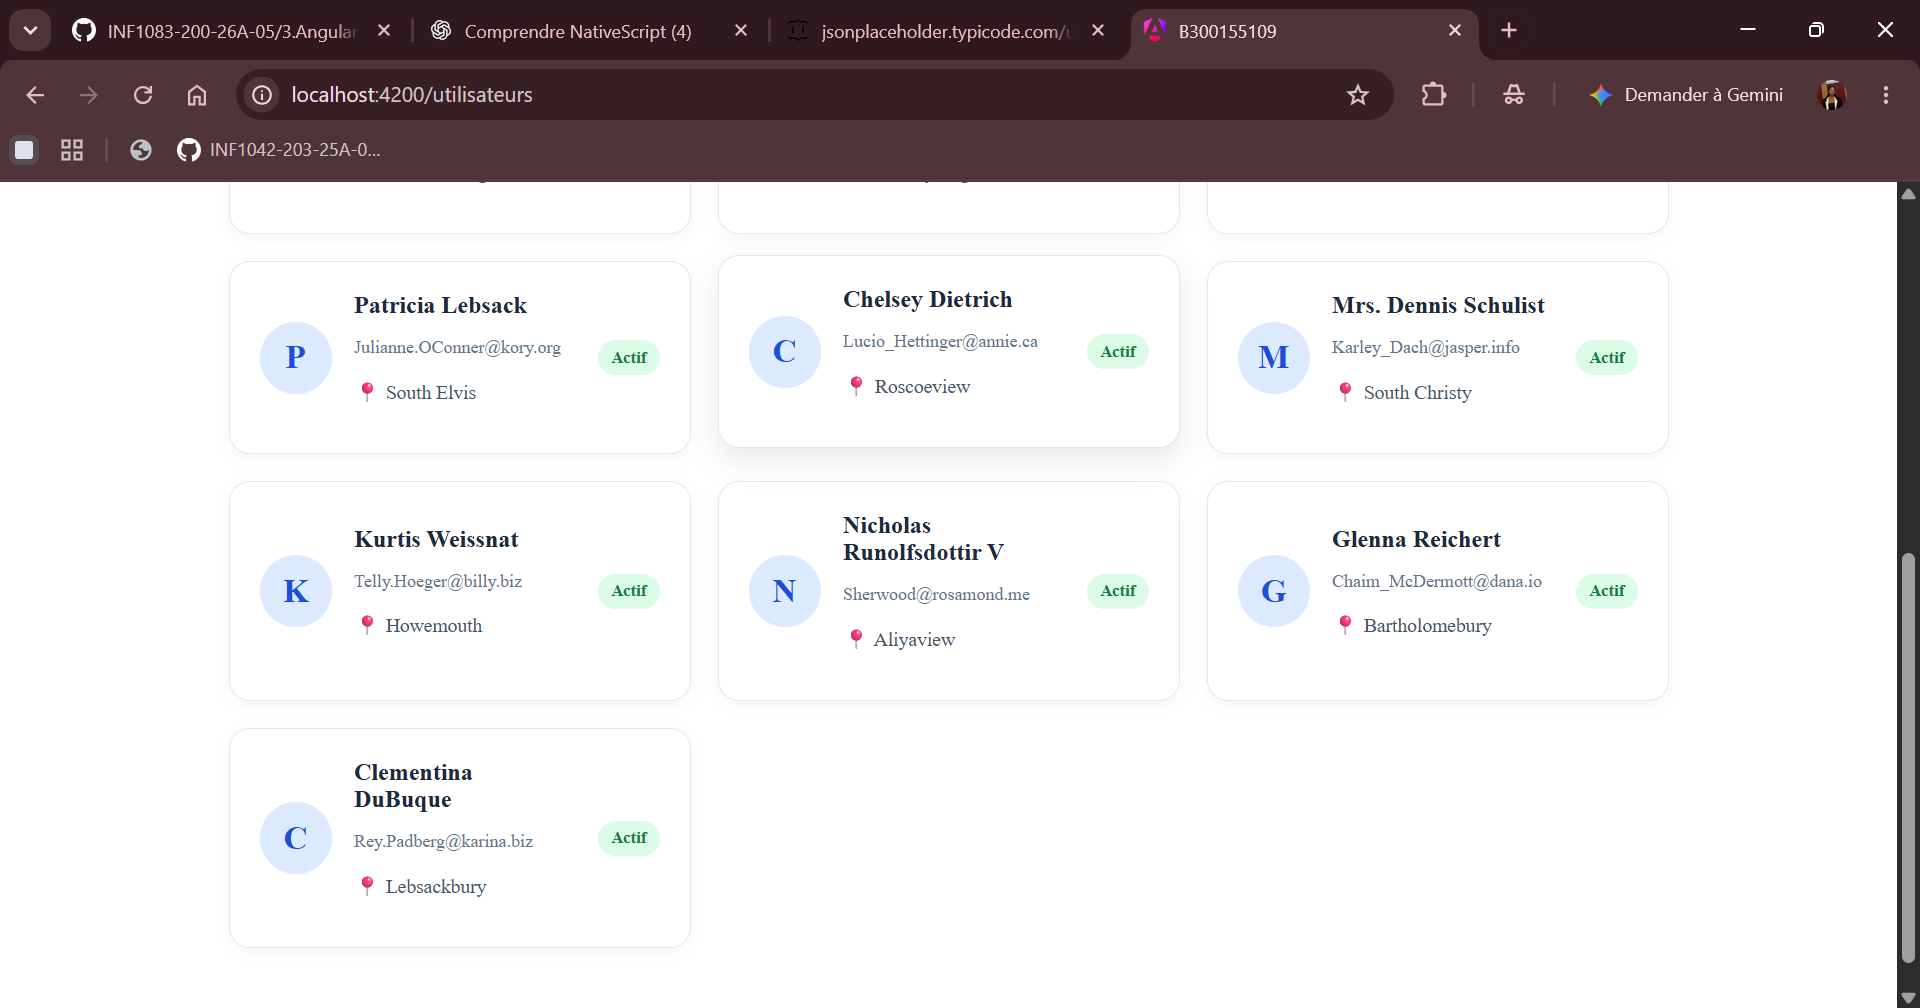 INF1083-200-26A-05/3.Angular
Comprendre NativeScript (4)
jsonplaceholder.typicode.com/u
B300155109
localhost:4200/utilisateurs
Demander à Gemini
INF1042-203-25A-0...
Patricia Lebsack
Julianne.OConner@kory.org
South Elvis
P
Actif
Chelsey Dietrich
Lucio_Hettinger@annie.ca
Roscoeview
C
Actif
Mrs. Dennis Schulist
Karley_Dach@jasper.info
South Christy
M
Actif
Kurtis Weissnat
Telly.Hoeger@billy.biz
Howemouth
K
Actif
Nicholas
Runolfsdottir V
Sherwood@rosamond.me
Aliyaview
N
Actif
Glenna Reichert
Chaim_McDermott@dana.io
Bartholomebury
G
Actif
Clementina
DuBuque
Rey.Padberg@karina.biz
Lebsackbury
C
Actif